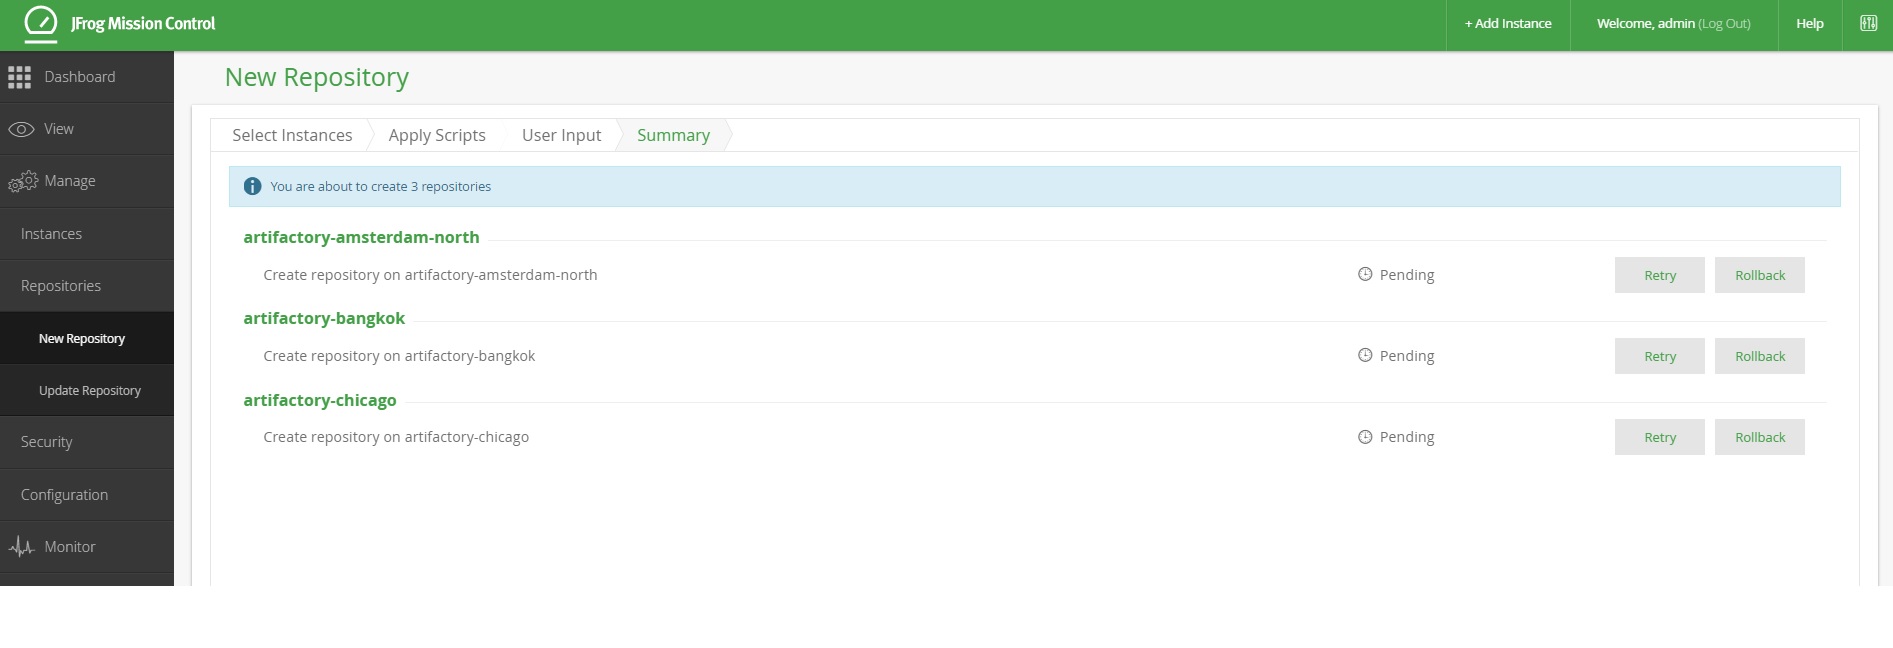 JFrog Mission Control
+ Add Instance
Welcome, admin (Log Out)
Help
Dashboard
View
Manage
Instances
Repositories
New Repository
Update Repository
Security
Configuration
Monitor
New Repository
Select Instances
Apply Scripts
User Input
Summary
You are about to create 3 repositories
artifactory-amsterdam-north
Create repository on artifactory-amsterdam-north Pending Retry Rollback
artifactory-bangkok
Create repository on artifactory-bangkok Pending Retry Rollback
artifactory-chicago
Create repository on artifactory-chicago Pending Retry Rollback